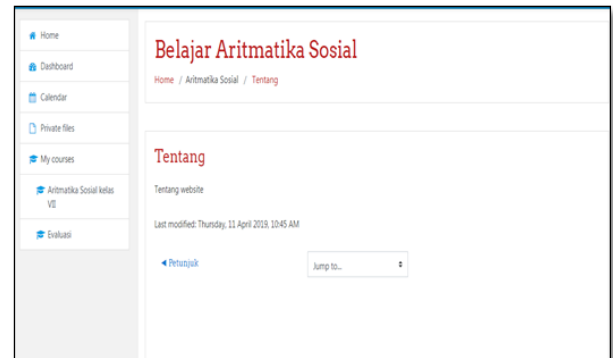 Home
Dashboard
Calendar
Private files
My courses
Aritmatika Sosial kelas
VII
Evaluasi
Belajar Aritmatika Sosial
Home / Aritmatika Sosial / Tentang
Tentang
Tentang website
Last modified: Thursday, 11 April 2019, 10:45 AM
◀ Petunjuk
Jump to...